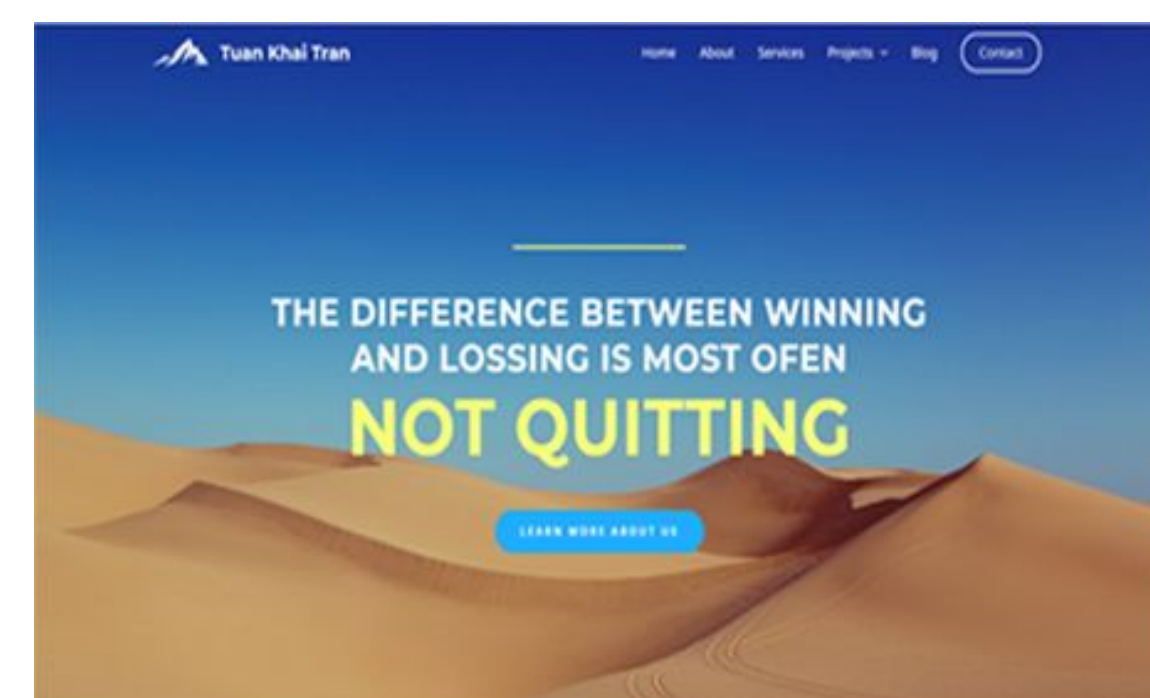 Tuan Khai Tran
Home About Services Projects Blog Contact
THE DIFFERENCE BETWEEN WINNING
AND LOSSING IS MOST OFEN
NOT QUITTING
LEARN MORE ABOUT US